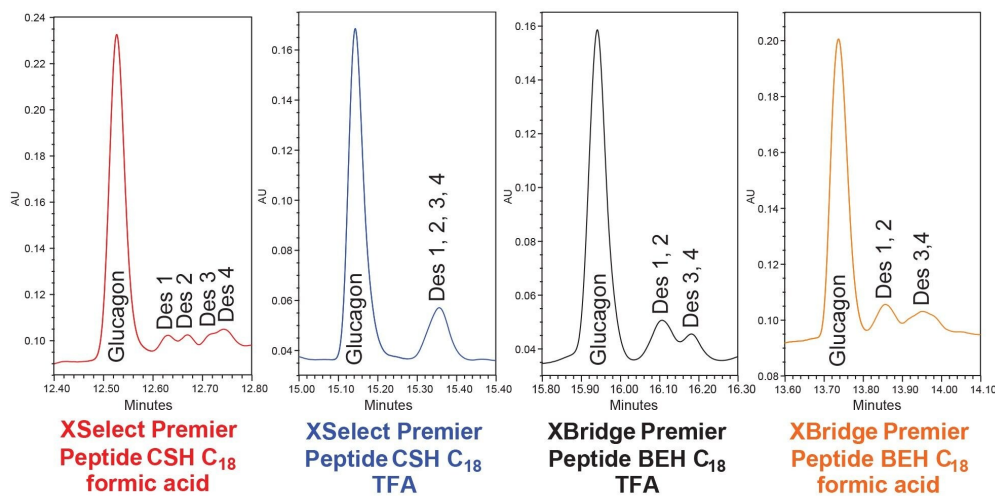 0.24
0.22
0.20
0.18
0.16
0.14
0.12
0.10
AU
Glucagon
Des 1
Des 2
Des 3
Des 4
12.40
12.50
12.60
12.70
12.80
Minutes
XSelect Premier
Peptide CSH C18
formic acid
0.16
0.14
0.12
0.10
0.08
0.06
0.04
AU
Glucagon
Des 1, 2, 3, 4
15.00
15.10
15.20
15.30
15.40
Minutes
XSelect Premier
Peptide CSH C18
TFA
0.16
0.14
0.12
0.10
0.08
0.06
0.04
AU
Glucagon
Des 1, 2
Des 3, 4
15.80
15.90
16.00
16.10
16.20
16.30
Minutes
XBridge Premier
Peptide BEH C18
TFA
0.20
0.18
0.16
0.14
0.12
0.10
0.08
AU
Glucagon
Des 1, 2
Des 3,4
13.60
13.70
13.80
13.90
14.00
14.10
Minutes
XBridge Premier
Peptide BEH C18
formic acid